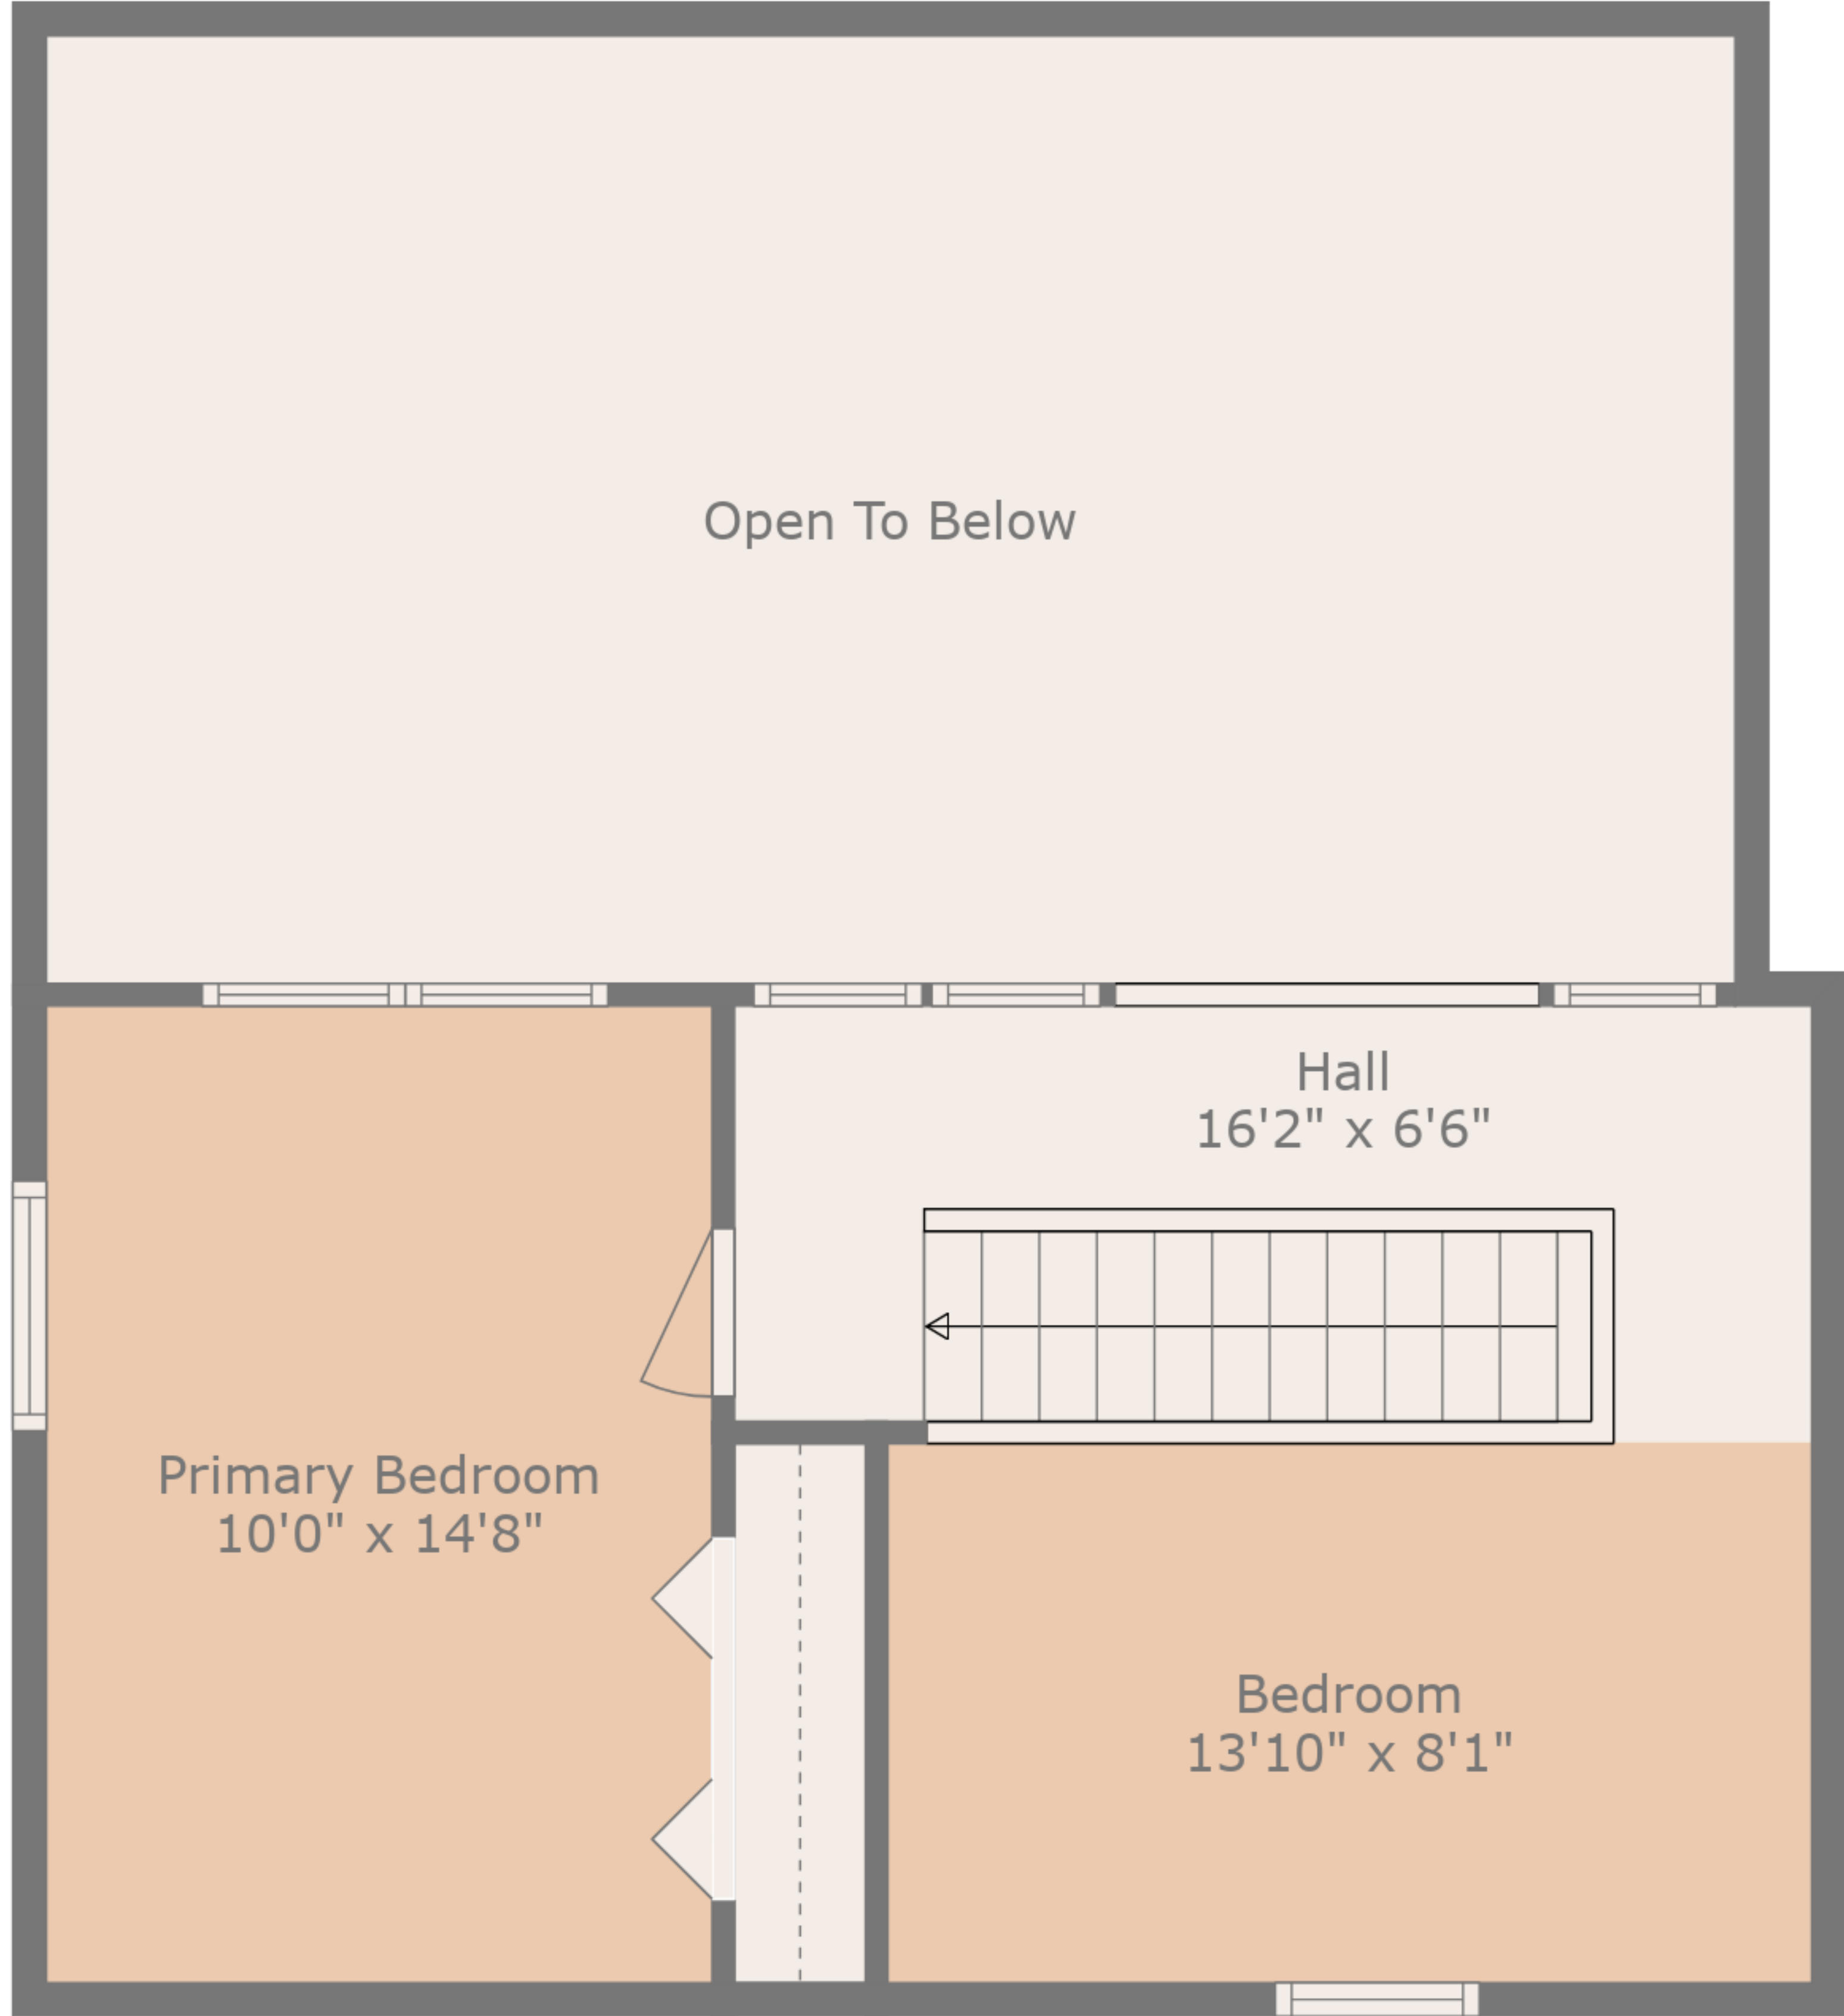 Open To Below
Hall
16'2" x 6'6"
Primary Bedroom
10'0" x 14'8"
Bedroom
13'10" x 8'1"